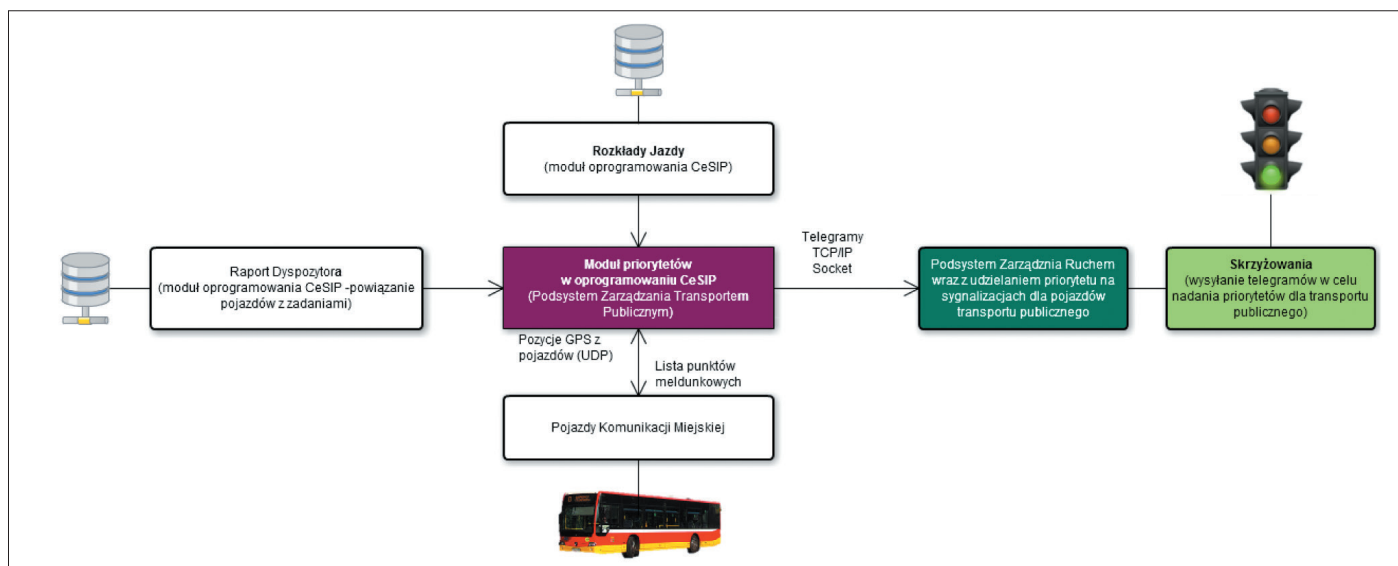 Rozkłady Jazdy
(moduł oprogramowania CeSIP)
Raport Dyspozytora
(moduł oprogramowania CeSIP -powiązanie
pojazdów z zadaniami)
Moduł priorytetów
w oprogramowaniu CeSIP
(Podsystem Zarządzania Transportem
Publicznym)
Telegramy
TCP/IP
Socket
Podsystem Zarządznia Ruchem
wraz z udzielaniem priorytetu na
sygnalizacjach dla pojazdów
transportu publicznego
Skrzyżowania
(wysyłanie telegramów w celu
nadania priorytetów dla transportu
publicznego)
Pozycje GPS z
pojazdów (UDP)
Lista punktów
meldunkowych
Pojazdy Komunikacji Miejskiej